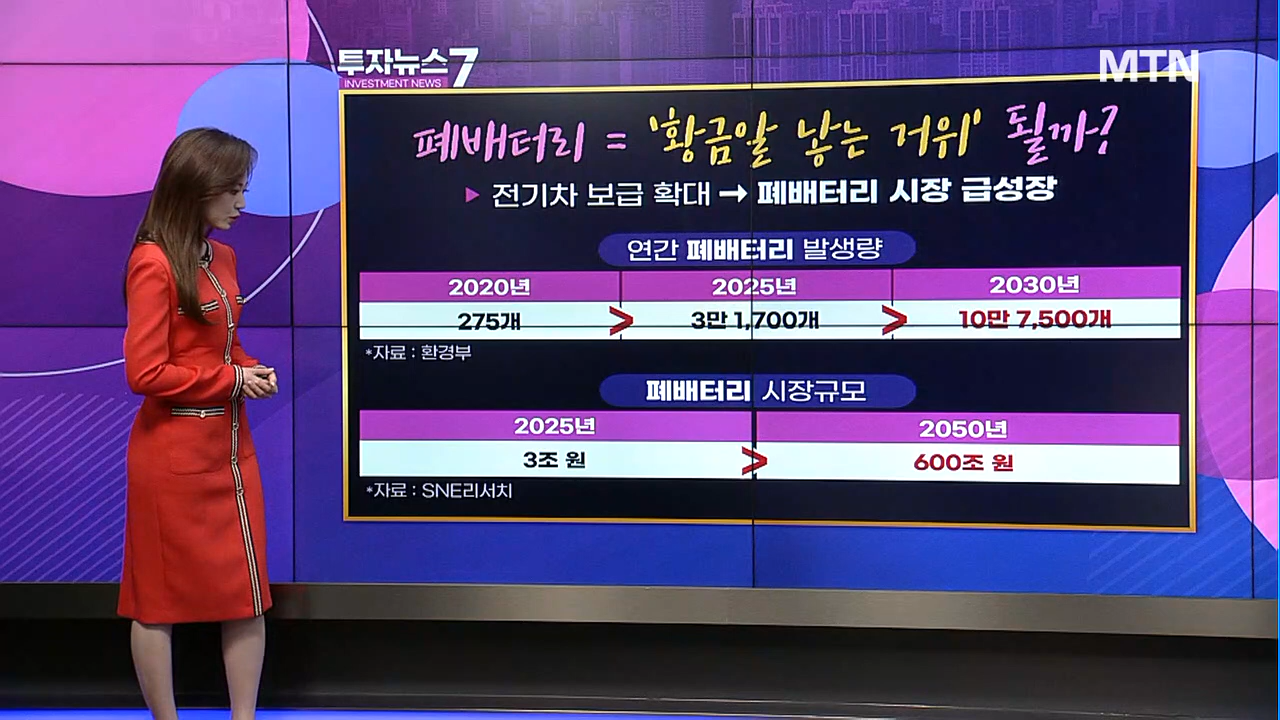 투자뉴스7
INVESTMENT NEWS
MTN
폐배터리 = '황금알 낳는 거위' 될까?
▶ 전기차 보급 확대 → 폐배터리 시장 급성장
연간 폐배터리 발생량
2020년 2025년 2030년
275개 > 3만 1,700개 > 10만 7,500개
*자료 : 환경부
폐배터리 시장규모
2025년 2050년
3조 원 > 600조 원
*자료 : SNE리서치